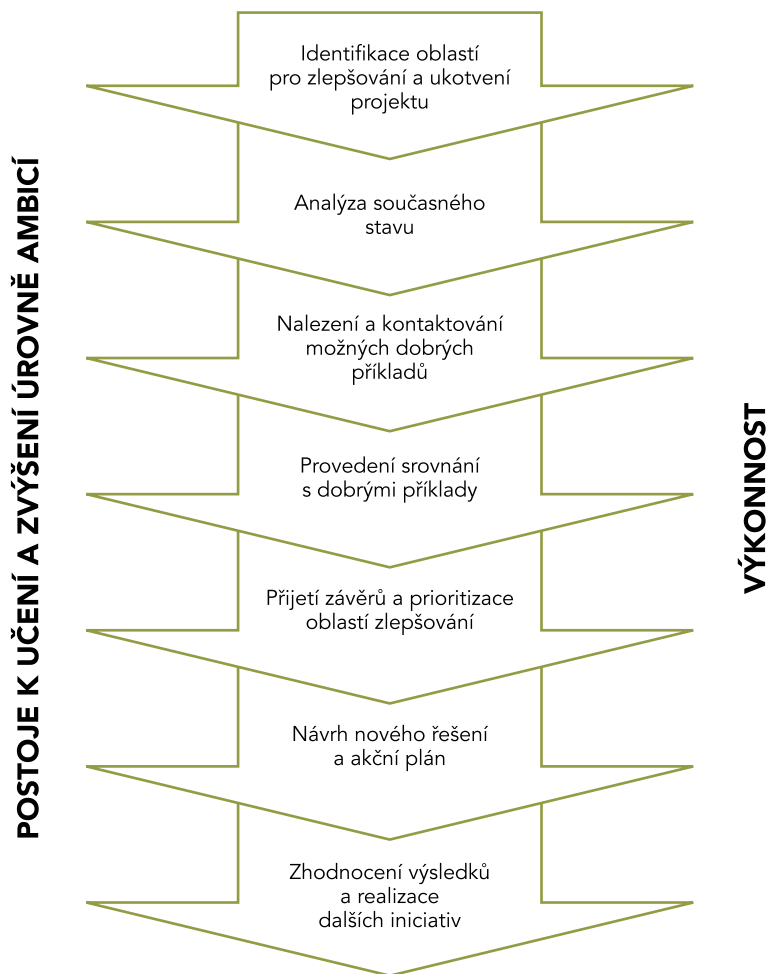 Identifikace oblastí
pro zlepšování a ukotvení
projektu
Analýza současného
stavu
Nalezení a kontaktování
možných dobrých
příkladů
Provedení srovnání
s dobrými příklady
Přijetí závěrů a prioritizace
oblastí zlepšování
Návrh nového řešení
a akční plán
Zhodnocení výsledků
a realizace
dalších iniciativ
POSTOJE K UČENÍ A ZVÝŠENÍ ÚROVNĚ AMBICÍ
VÝKONNOST